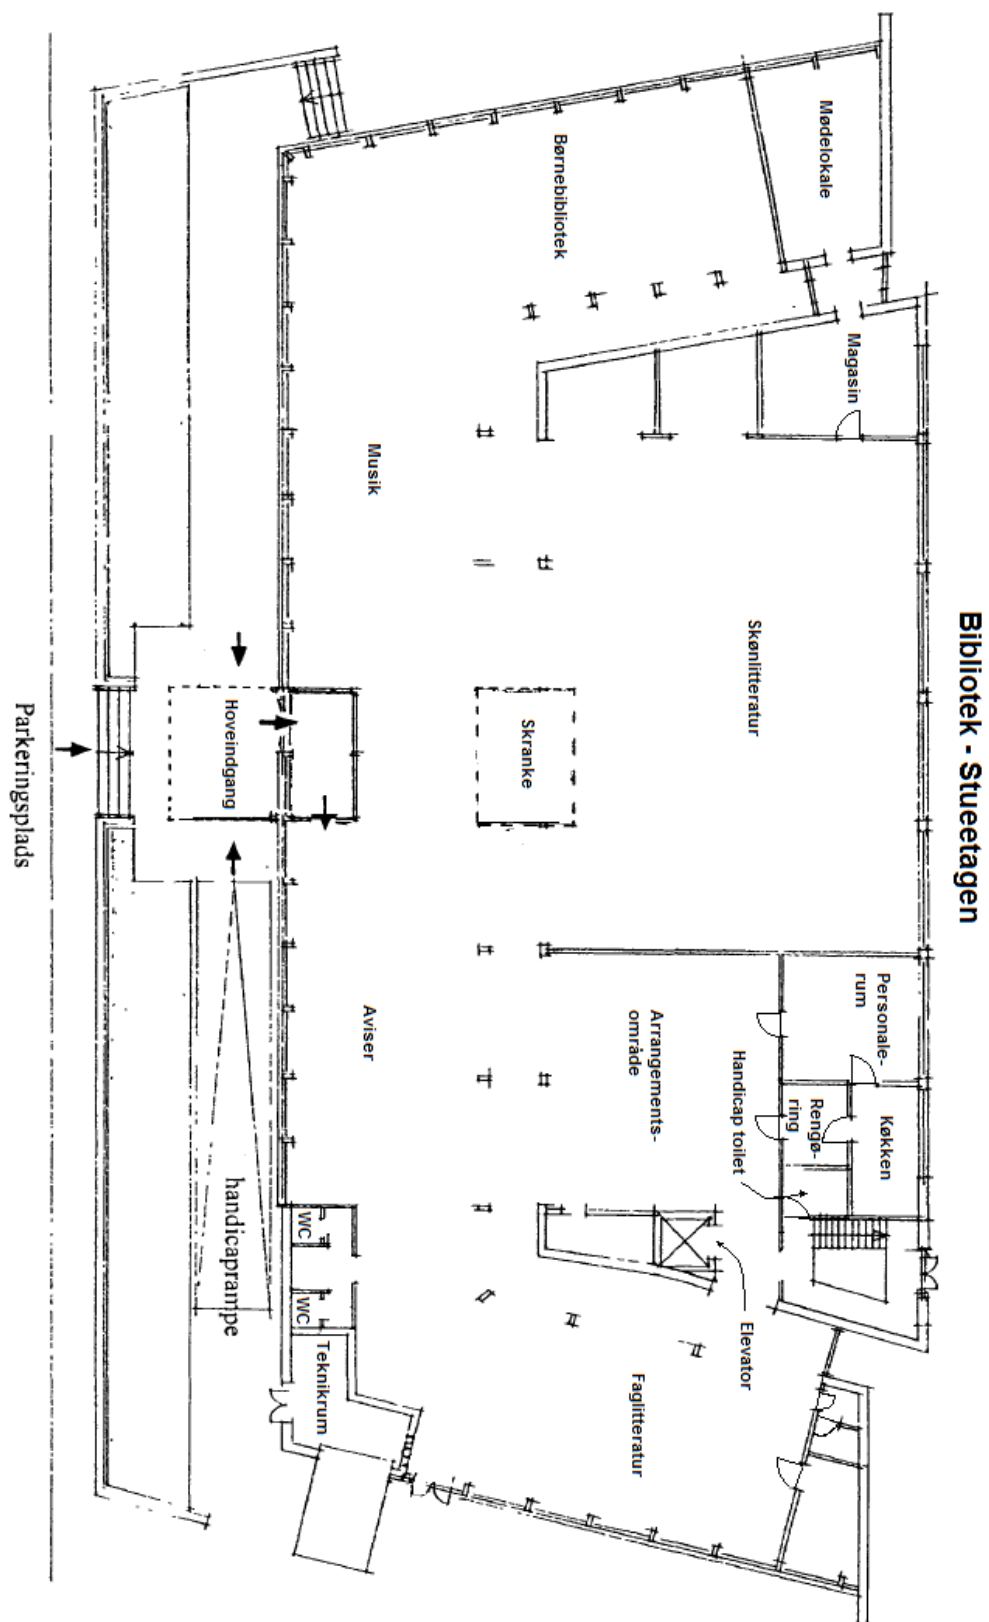 Bibliotek - Stueetagen
Mødelokale
Børnebibliotek
Magasin
Musik
Skønlitteratur
Skranke
Hoveindgang
Parkeringsplads
Personale-
rum
Køkken
Rengø-
ring
Handicap toilet
Arrangements-
område
Aviser
Elevator
handicaprampe
WC
WC
Teknikrum
Faglitteratur